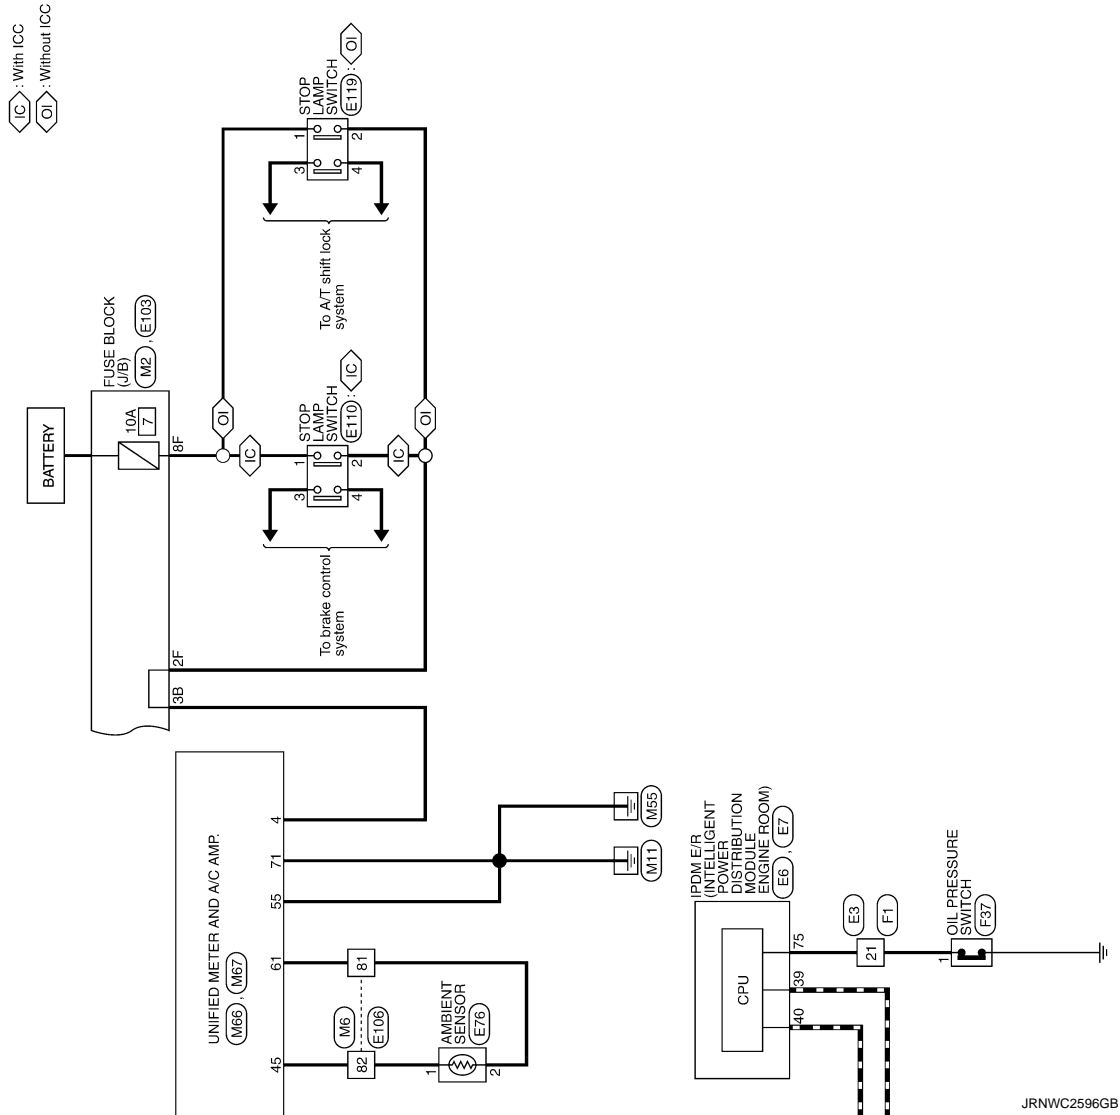 IC : With ICC
OI : Without ICC
STOP
LAMP
SWITCH
E119 : OI
1
2
3
4
To A/T shift lock
system
FUSE BLOCK
(J/B)
M2 , E103
BATTERY
10A
7
8F
OI
OI
IC
IC
STOP
LAMP
SWITCH
E110 : IC
1
2
3
4
To brake control
system
2F
3B
UNIFIED METER AND A/C AMP.
M66 , M67
4
71
55
61
45
M55
M11
81
82
M6
E106
AMBIENT
SENSOR
E76
1
2
IPDM E/R
(INTELLIGENT
POWER
DISTRIBUTION
MODULE
ENGINE ROOM)
E6 , E7
CPU
75
39
40
E3
F1
21
OIL PRESSURE
SWITCH
F37
1
JRNWC2596GB